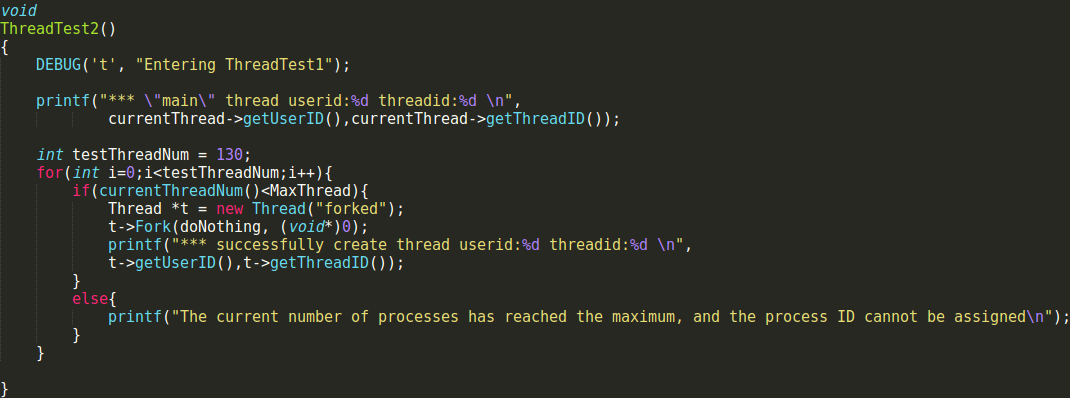 void
ThreadTest2()
{
    DEBUG('t', "Entering ThreadTest1");
    printf("*** \"main\" thread userid:%d threadid:%d \n",
            currentThread->getUserID(),currentThread->getThreadID());
    int testThreadNum = 130;
    for(int i=0;i<testThreadNum;i++){
        if(currentThreadNum()<MaxThread){
            Thread *t = new Thread("forked");
            t->Fork(doNothing, (void*)0);
            printf("*** successfully create thread userid:%d threadid:%d \n",
            t->getUserID(),t->getThreadID());
        }
        else{
            printf("The current number of processes has reached the maximum, and the process ID cannot be assigned\n");
        }
    }
}